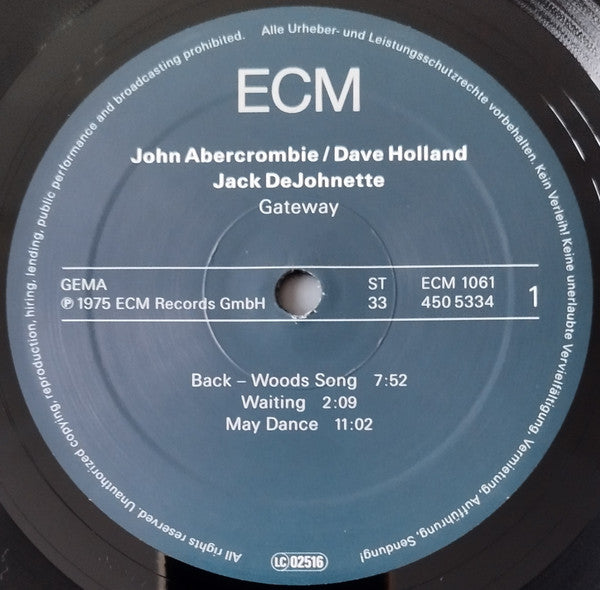 All rights reserved. Unauthorized copying, reproduction, hiring, lending, public performance and broadcasting prohibited.
Alle Urheber- und Leistungsschutzrechte vorbehalten. Kein Verleih! Keine unerlaubte Vervielfältigung, Vermietung, Aufführung, Sendung!
ECM
John Abercrombie / Dave Holland
Jack DeJohnette
Gateway
GEMA ST ECM 1061
℗ 1975 ECM Records GmbH 33 450 5334 1
Back – Woods Song 7:52
Waiting 2:09
May Dance 11:02
LC 02516